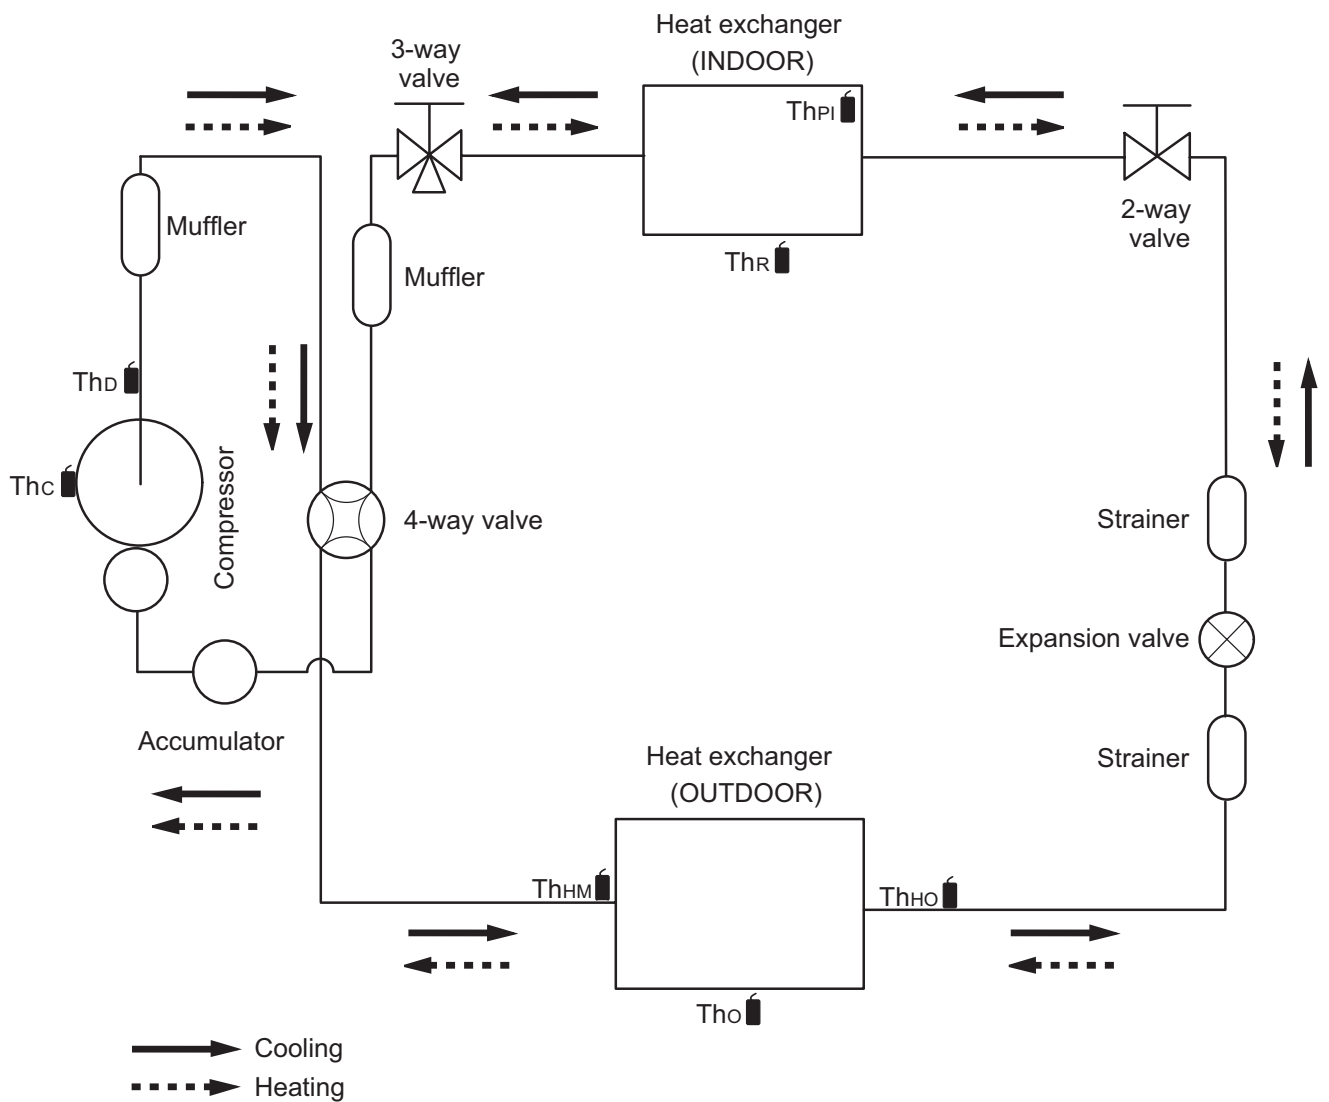 Heat exchanger
(INDOOR)
3-way
valve
ThPI
2-way
valve
Muffler
ThR
Muffler
ThD
Compressor
ThC
4-way valve
Strainer
Expansion valve
Accumulator
Heat exchanger
(OUTDOOR)
Strainer
ThHM
ThHO
ThO
Cooling
Heating